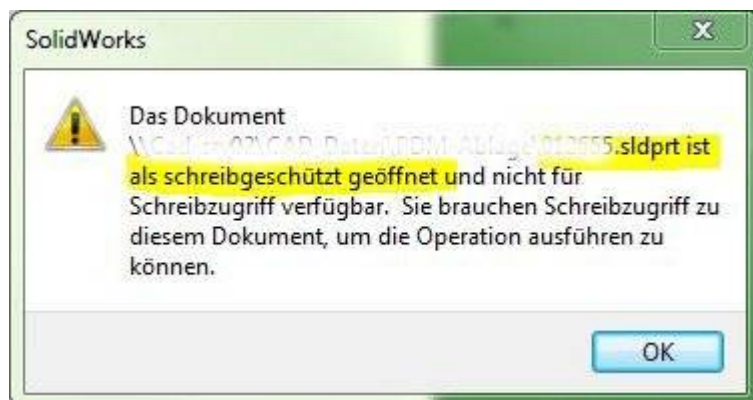 SolidWorks
Das Dokument
.sldprt ist
als schreibgeschützt geöffnet und nicht für
Schreibzugriff verfügbar. Sie brauchen Schreibzugriff zu
diesem Dokument, um die Operation ausführen zu
können.
OK